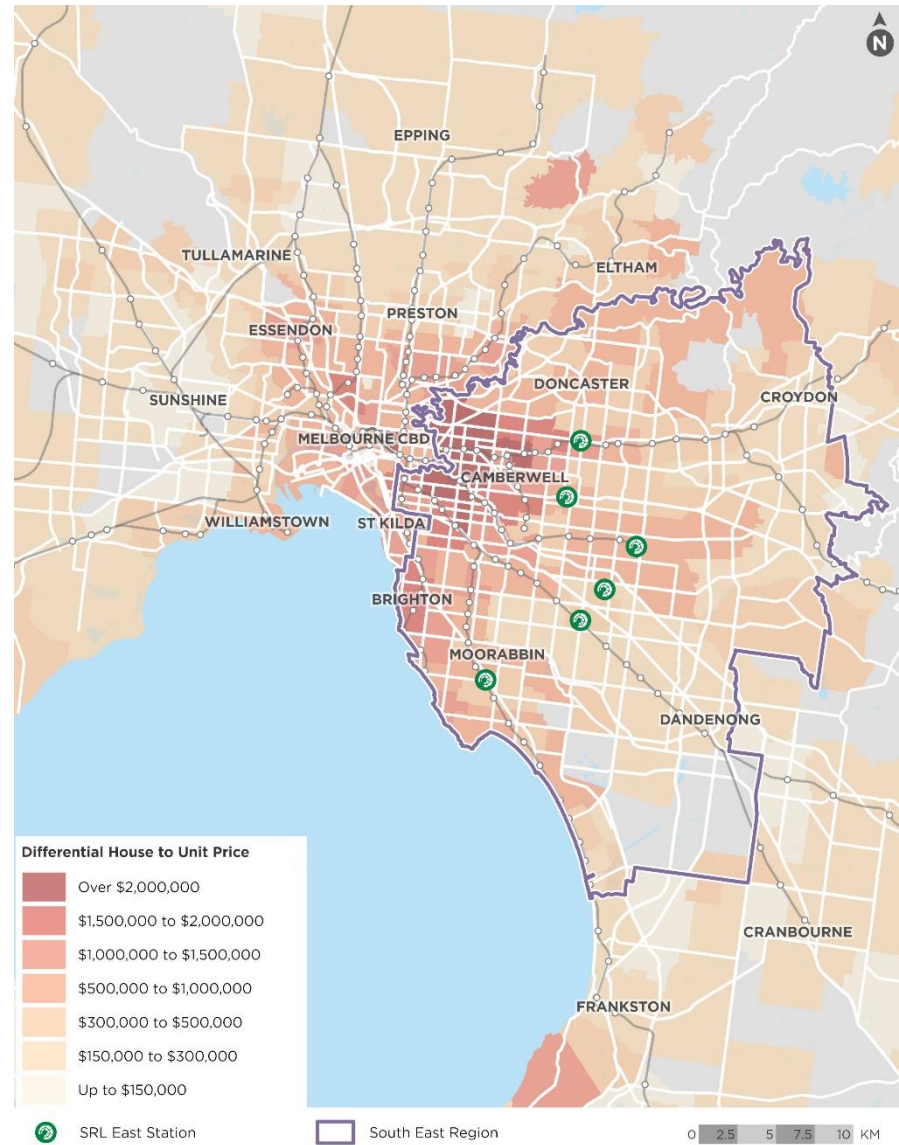 N
EPPING
TULLAMARINE
ELTHAM
PRESTON
ESSENDON
DONCASTER
CROYDON
SUNSHINE
MELBOURNE CBD
CAMBERWELL
WILLIAMSTOWN
ST KILDA
BRIGHTON
MOORABBIN
DANDENONG
CRANBOURNE
FRANKSTON
Differential House to Unit Price
Over $2,000,000
$1,500,000 to $2,000,000
$1,000,000 to $1,500,000
$500,000 to $1,000,000
$300,000 to $500,000
$150,000 to $300,000
Up to $150,000
SRL East Station
South East Region
0 2.5 5 7.5 10 KM